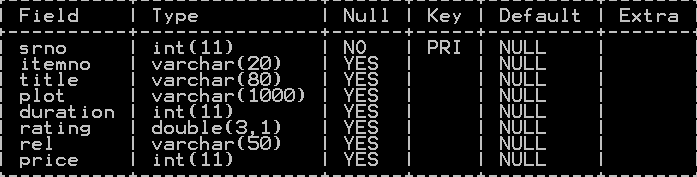 | Field | Type | Null | Key | Default | Extra |
| srno | int(11) | NO | PRI | NULL | |
| itemno | varchar(20) | YES | | NULL | |
| title | varchar(80) | YES | | NULL | |
| plot | varchar(1000) | YES | | NULL | |
| duration | int(11) | YES | | NULL | |
| rating | double(3,1) | YES | | NULL | |
| rel | varchar(50) | YES | | NULL | |
| price | int(11) | YES | | NULL | |